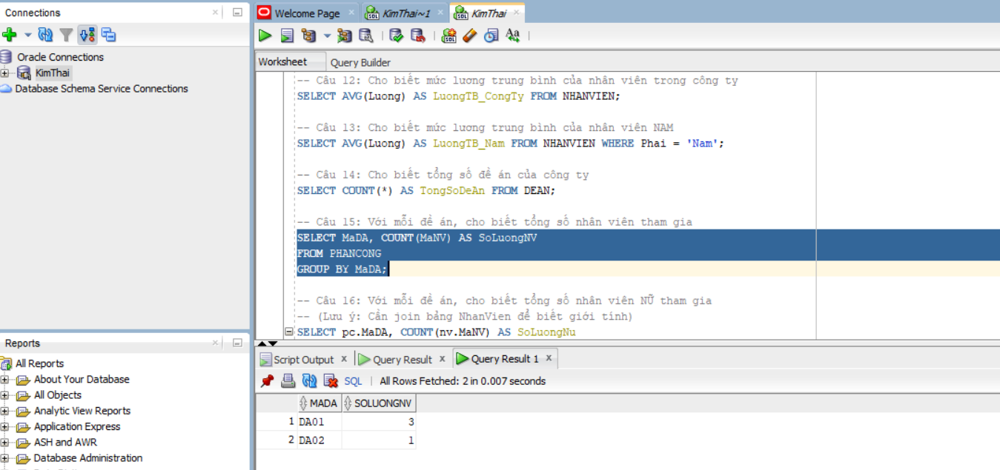 Connections
Oracle Connections
KimThai
Database Schema Service Connections
Reports
All Reports
About Your Database
All Objects
Analytic View Reports
Application Express
ASH and AWR
Database Administration
Welcome Page
KimThai~1
KimThai
Worksheet
Query Builder
-- Câu 12: Cho biết mức lương trung bình của nhân viên trong công ty
SELECT AVG(Luong) AS LuongTB_CongTy FROM NHANVIEN;
-- Câu 13: Cho biết mức lương trung bình của nhân viên NAM
SELECT AVG(Luong) AS LuongTB_Nam FROM NHANVIEN WHERE Phai = 'Nam';
-- Câu 14: Cho biết tổng số đề án của công ty
SELECT COUNT(*) AS TongSoDeAn FROM DEAN;
-- Câu 15: Với mỗi đề án, cho biết tổng số nhân viên tham gia
SELECT MaDA, COUNT(MaNV) AS SoLuongNV
FROM PHANCONG
GROUP BY MaDA;
-- Câu 16: Với mỗi đề án, cho biết tổng số nhân viên NỮ tham gia
-- (Lưu ý: Cần join bảng NhanVien để biết giới tính)
SELECT pc.MaDA, COUNT(nv.MaNV) AS SoLuongNu
Script Output
Query Result
Query Result 1
SQL | All Rows Fetched: 2 in 0.007 seconds
MADA SOLUONGNV
1 DA01 3
2 DA02 1